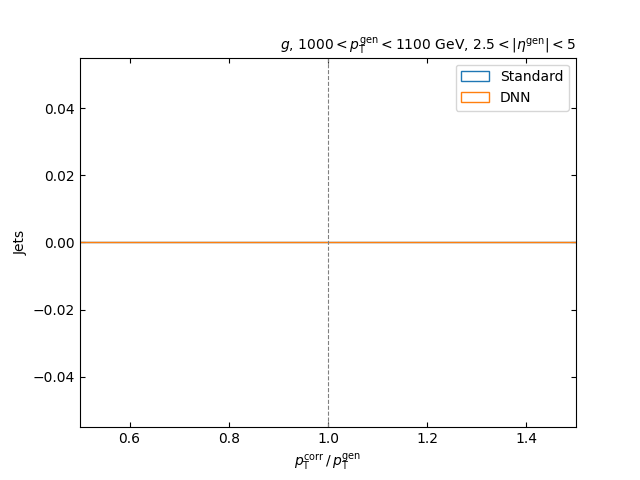 g, 1000 < p_T^gen < 1100 GeV, 2.5 < |η^gen| < 5
Standard
DNN
0.04
0.02
0.00
−0.02
−0.04
Jets
0.6 0.8 1.0 1.2 1.4
p_T^corr / p_T^gen